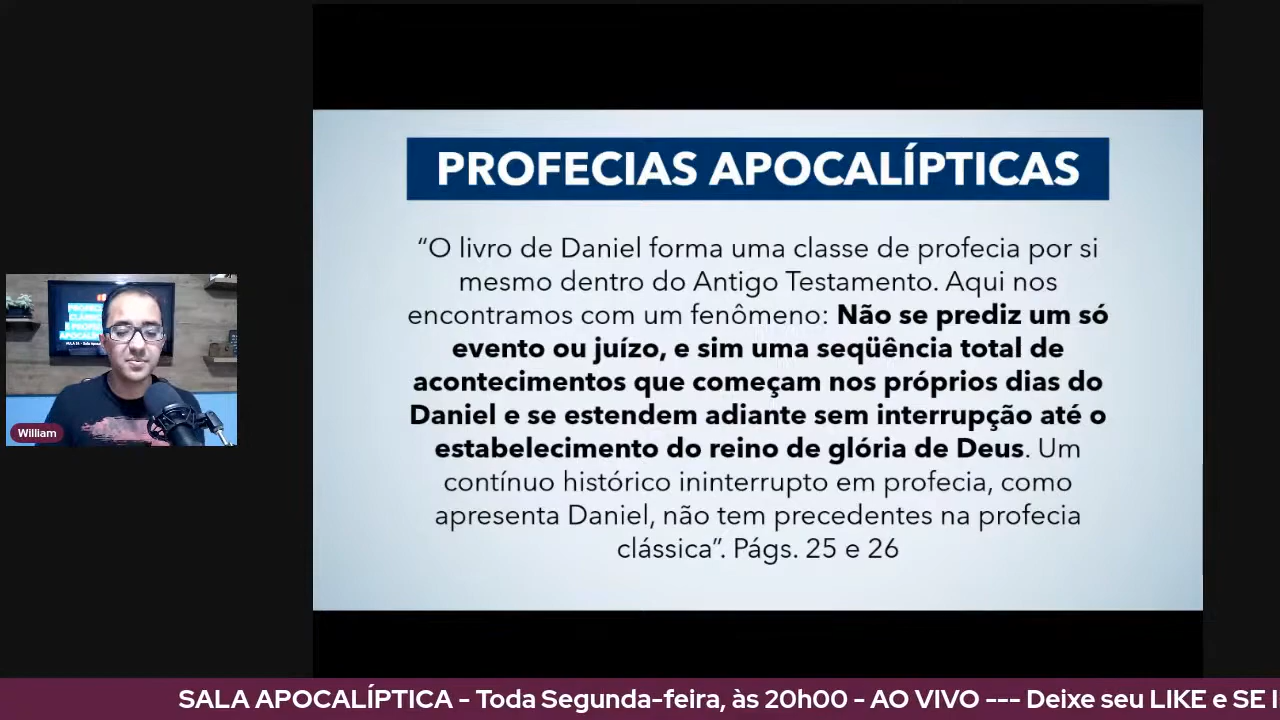 PROFECIAS APOCALÍPTICAS
“O livro de Daniel forma uma classe de profecia por si
mesmo dentro do Antigo Testamento. Aqui nos
encontramos com um fenômeno: Não se prediz um só
evento ou juízo, e sim uma seqüência total de
acontecimentos que começam nos próprios dias do
Daniel e se estendem adiante sem interrupção até o
estabelecimento do reino de glória de Deus. Um
contínuo histórico ininterrupto em profecia, como
apresenta Daniel, não tem precedentes na profecia
clássica”. Págs. 25 e 26
William
SALA APOCALÍPTICA - Toda Segunda-feira, às 20h00 - AO VIVO --- Deixe seu LIKE e SE I